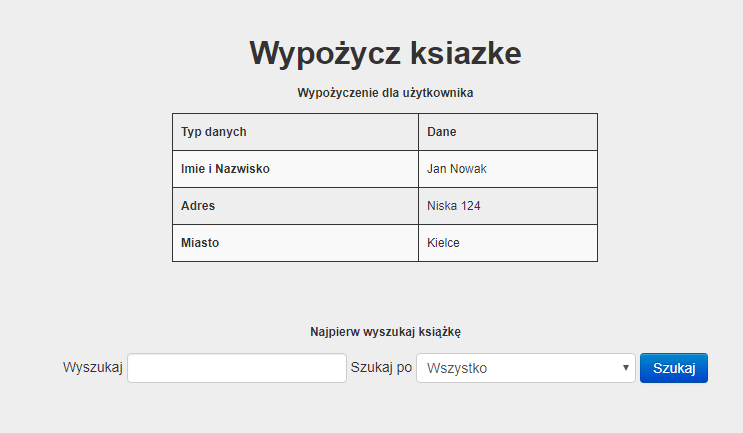 Wypożycz ksiazke
Wypożyczenie dla użytkownika
Typ danych Dane
Imie i Nazwisko Jan Nowak
Adres Niska 124
Miasto Kielce
Najpierw wyszukaj książkę
Wyszukaj Szukaj po Wszystko Szukaj